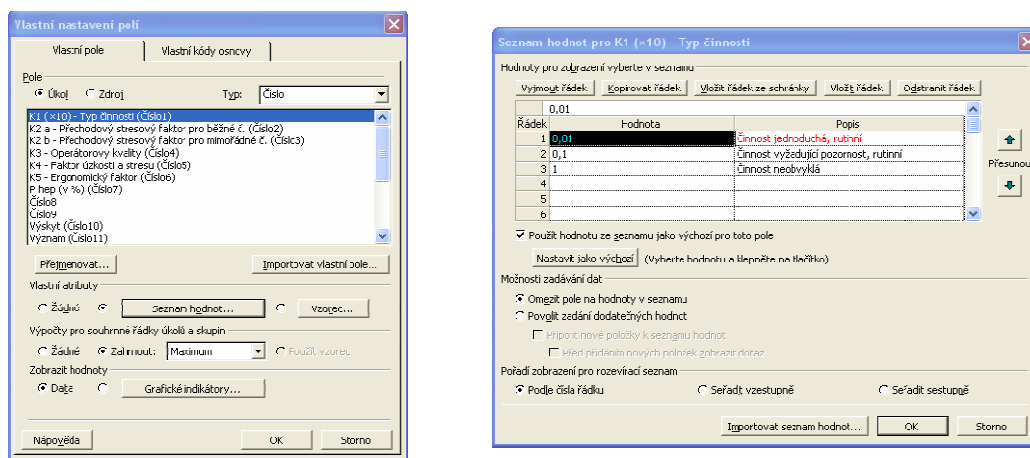 Vlastní nastavení polí
Vlastní pole
Vlastní kódy osnovy
Pole
Úkol
Zdroj
Typ:
Číslo
K1 (×10) - Typ činnosti (Číslo1)
K2 a - Přechodový stresový faktor pro běžné č. (Číslo2)
K2 b - Přechodový stresový faktor pro mimořádné č. (Číslo3)
K3 - Operátorovy kvality (Číslo4)
K4 - Faktor úzkosti a stresu (Číslo5)
K5 - Ergonomický faktor (Číslo6)
P hep (v %) (Číslo7)
Číslo8
Číslo9
Výskyt (Číslo10)
Význam (Číslo11)
Přejmenovat...
Importovat vlastní pole...
Vlastní atributy
Žádné
Seznam hodnot...
Vzorec...
Výpočty pro souhrnné řádky úkolů a skupin
Žádné
Zahrnout:
Maximum
Použít vzorec
Zobrazit hodnoty
Data
Grafické indikátory...
Nápověda
OK
Storno
Seznam hodnot pro K1 (×10) Typ činnosti
Hodnoty pro zobrazení vyberte v seznamu
Vyjmout řádek
Kopírovat řádek
Vložit řádek ze schránky
Vložit řádek
Odstranit řádek
0,01
Řádek Hodnota Popis
1 0,01 Činnost jednoduchá, rutinní
2 0,1 Činnost vyžadující pozornost, rutinní
3 1 Činnost neobvyklá
4
5
6
Přesunou
Použít hodnotu ze seznamu jako výchozí pro toto pole
Nastavit jako výchozí
(Vyberte hodnotu a klepněte na tlačítko)
Možnosti zadávání dat
Omezit pole na hodnoty v seznamu
Povolit zadání dodatečných hodnot
Připojit nové položky k seznamu hodnot
Před přidáním nových položek zobrazit dotaz
Pořadí zobrazení pro rozevírací seznam
Podle čísla řádku
Seřadit vzestupně
Seřadit sestupně
Importovat seznam hodnot...
OK
Storno